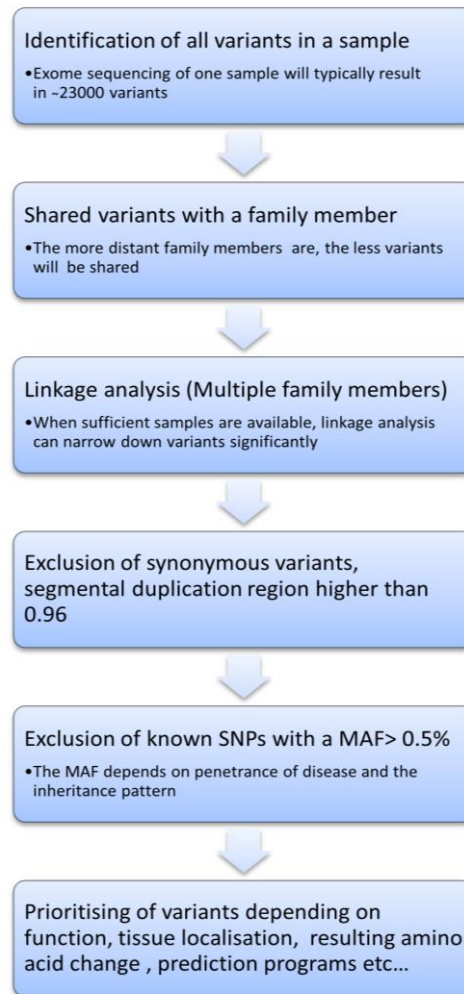 Identification of all variants in a sample
•Exome sequencing of one sample will typically result
in ~23000 variants
Shared variants with a family member
•The more distant family members are, the less variants
will be shared
Linkage analysis (Multiple family members)
•When sufficient samples are available, linkage analysis
can narrow down variants significantly
Exclusion of synonymous variants,
segmental duplication region higher than
0.96
Exclusion of known SNPs with a MAF> 0.5%
•The MAF depends on penetrance of disease and the
inheritance pattern
Prioritising of variants depending on
function, tissue localisation, resulting amino
acid change , prediction programs etc...